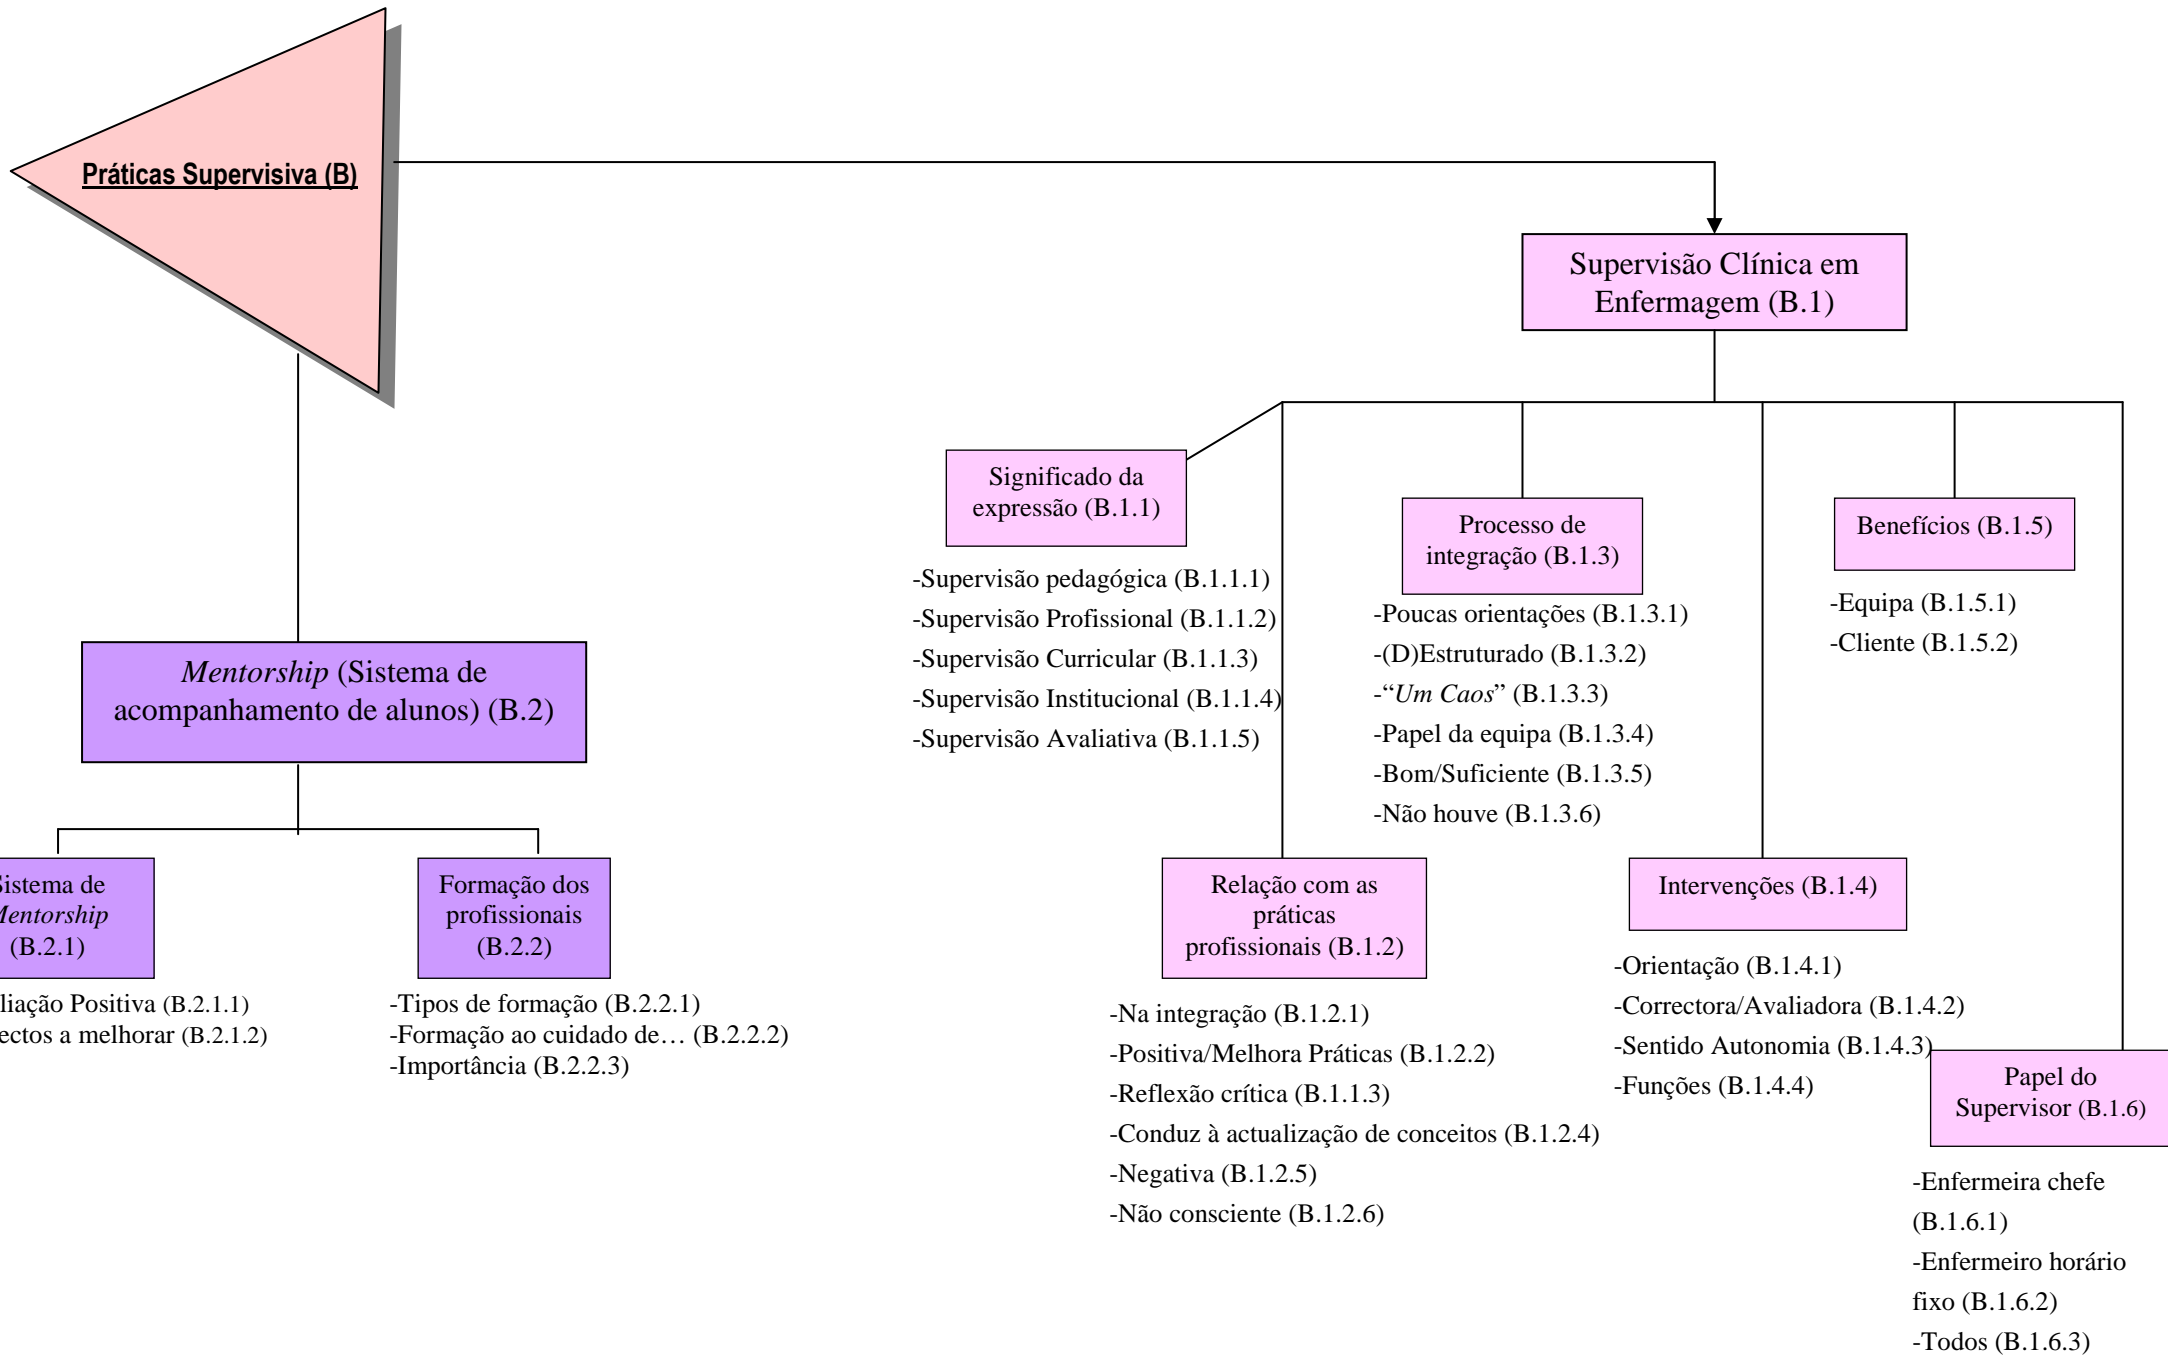 Práticas Supervisiva (B)
Supervisão Clínica em
Enfermagem (B.1)
Significado da
expressão (B.1.1)
-Supervisão pedagógica (B.1.1.1)
-Supervisão Profissional (B.1.1.2)
-Supervisão Curricular (B.1.1.3)
-Supervisão Institucional (B.1.1.4)
-Supervisão Avaliativa (B.1.1.5)
Processo de
integração (B.1.3)
-Poucas orientações (B.1.3.1)
-(D)Estruturado (B.1.3.2)
-“Um Caos” (B.1.3.3)
-Papel da equipa (B.1.3.4)
-Bom/Suficiente (B.1.3.5)
-Não houve (B.1.3.6)
Benefícios (B.1.5)
-Equipa (B.1.5.1)
-Cliente (B.1.5.2)
Mentorship (Sistema de
acompanhamento de alunos) (B.2)
Sistema de
Mentorship
(B.2.1)
liação Positiva (B.2.1.1)
ectos a melhorar (B.2.1.2)
Formação dos
profissionais
(B.2.2)
-Tipos de formação (B.2.2.1)
-Formação ao cuidado de… (B.2.2.2)
-Importância (B.2.2.3)
Relação com as
práticas
profissionais (B.1.2)
-Na integração (B.1.2.1)
-Positiva/Melhora Práticas (B.1.2.2)
-Reflexão crítica (B.1.1.3)
-Conduz à actualização de conceitos (B.1.2.4)
-Negativa (B.1.2.5)
-Não consciente (B.1.2.6)
Intervenções (B.1.4)
-Orientação (B.1.4.1)
-Correctora/Avaliadora (B.1.4.2)
-Sentido Autonomia (B.1.4.3)
-Funções (B.1.4.4)
Papel do
Supervisor (B.1.6)
-Enfermeira chefe
(B.1.6.1)
-Enfermeiro horário
fixo (B.1.6.2)
-Todos (B.1.6.3)